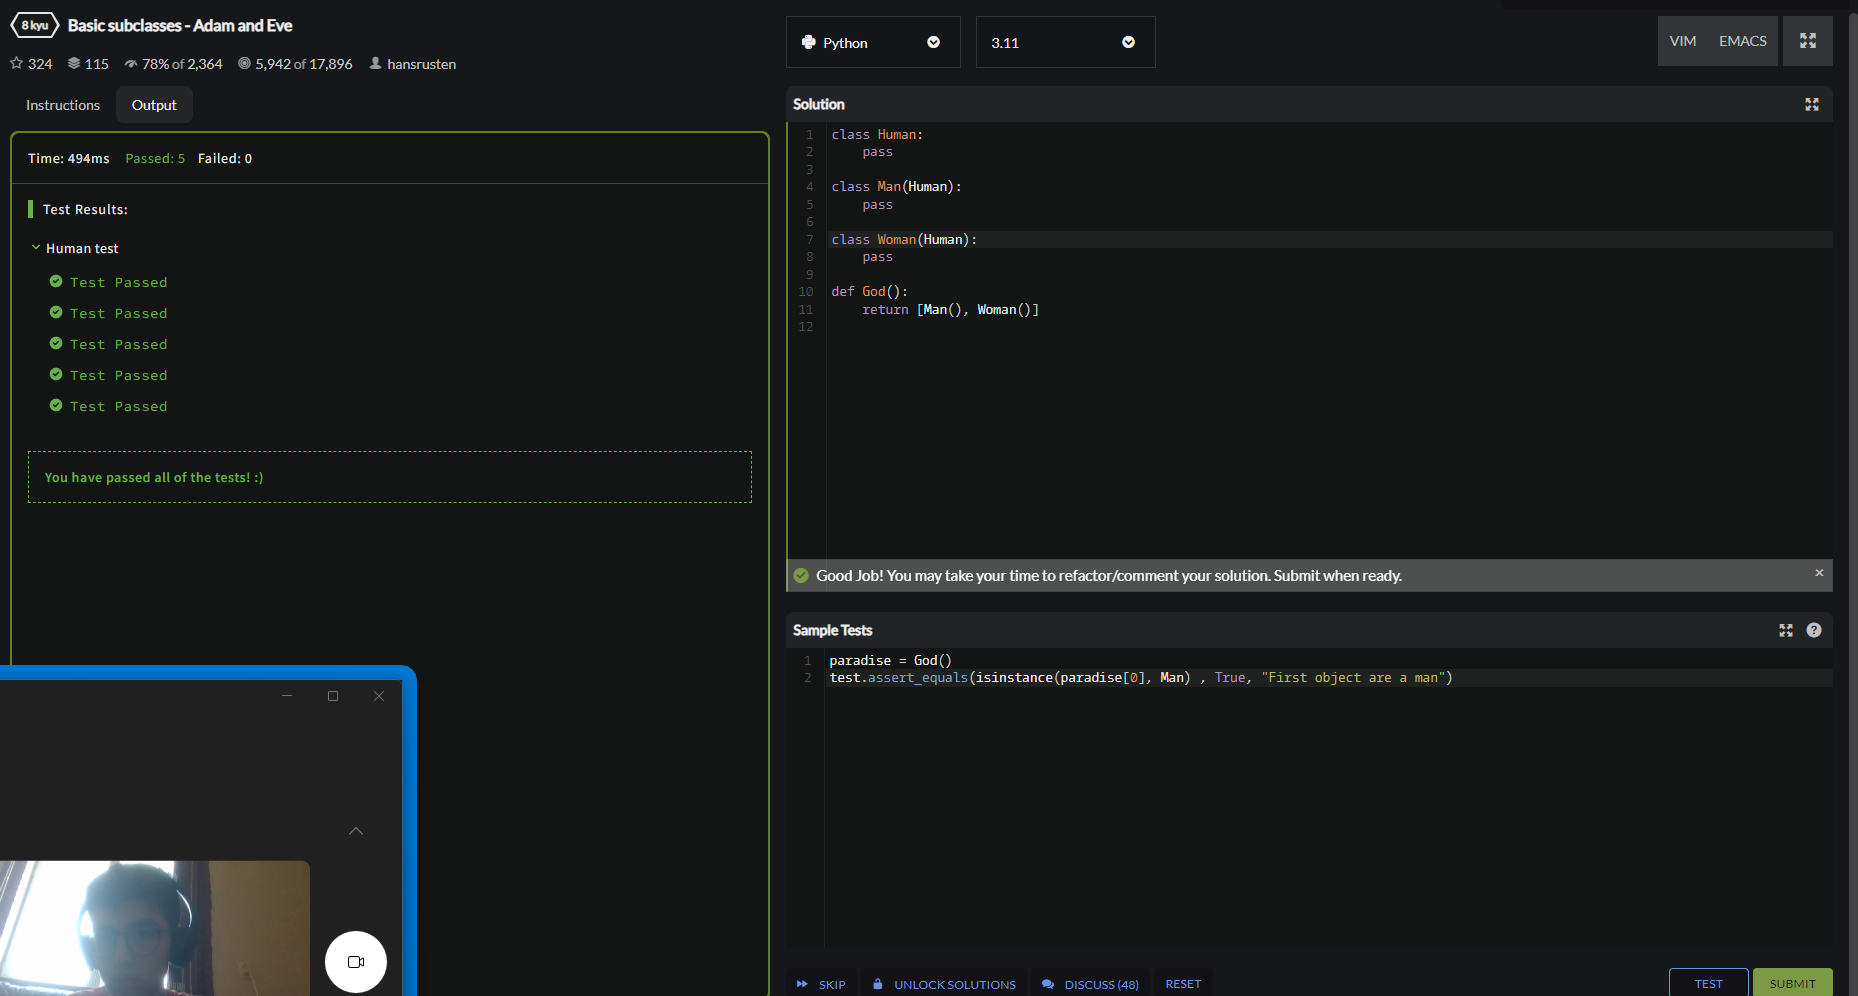 8 kyu Basic subclasses - Adam and Eve
324 115 78% of 2,364 5,942 of 17,896 hansrusten
Instructions Output
Time: 494ms Passed: 5 Failed: 0
Test Results:
Human test
Test Passed
Test Passed
Test Passed
Test Passed
Test Passed
You have passed all of the tests! :)
Python 3.11
VIM EMACS
Solution
1 class Human:
2     pass
3
4 class Man(Human):
5     pass
6
7 class Woman(Human):
8     pass
9
10 def God():
11     return [Man(), Woman()]
12
Good Job! You may take your time to refactor/comment your solution. Submit when ready.
Sample Tests
1 paradise = God()
2 test.assert_equals(isinstance(paradise[0], Man) , True, "First object are a man")
SKIP UNLOCK SOLUTIONS DISCUSS (48) RESET TEST SUBMIT